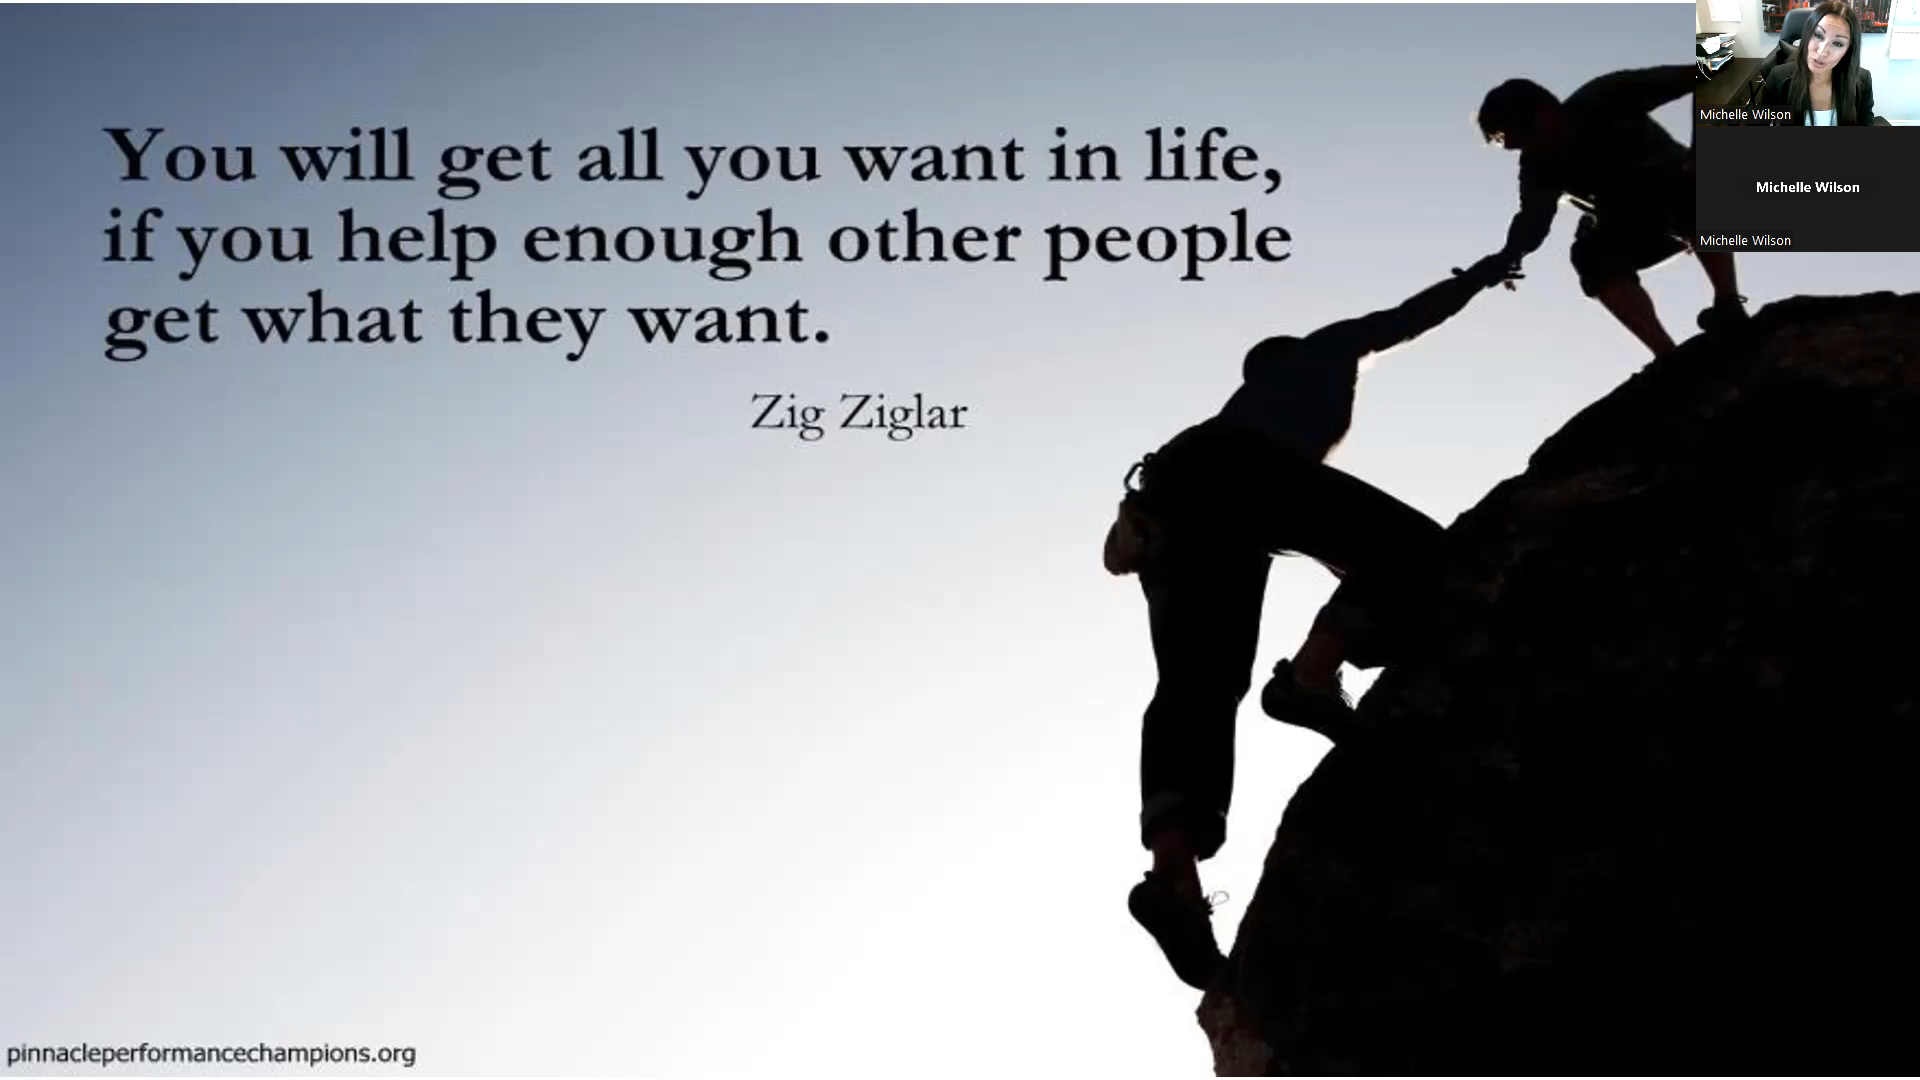 You will get all you want in life,
if you help enough other people
get what they want.
Zig Ziglar
pinnacleperformancechampions.org
Michelle Wilson
Michelle Wilson
Michelle Wilson